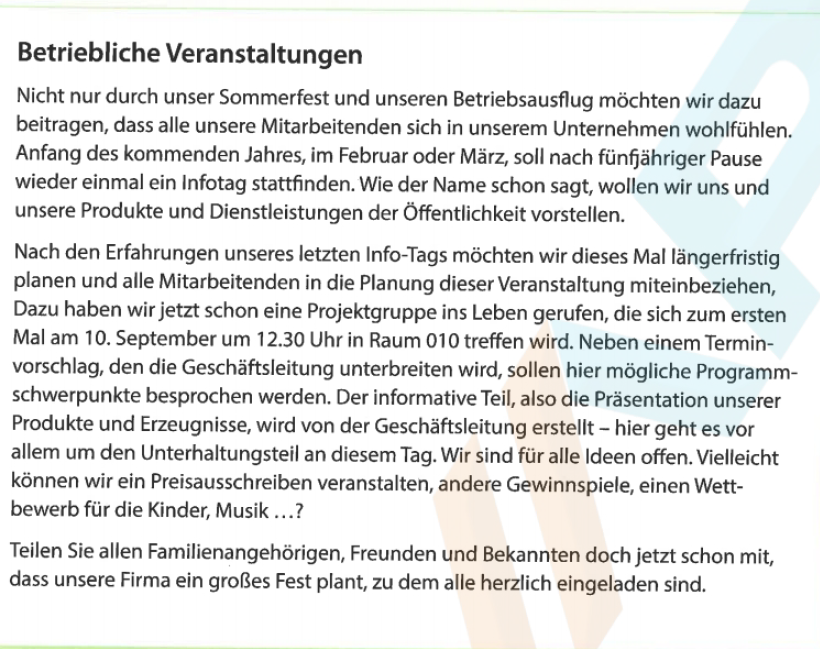 Betriebliche Veranstaltungen
Nicht nur durch unser Sommerfest und unseren Betriebsausflug möchten wir dazu
beitragen, dass alle unsere Mitarbeitenden sich in unserem Unternehmen wohlfühlen.
Anfang des kommenden Jahres, im Februar oder März, soll nach fünfjähriger Pause
wieder einmal ein Infotag stattfinden. Wie der Name schon sagt, wollen wir uns und
unsere Produkte und Dienstleistungen der Öffentlichkeit vorstellen.
Nach den Erfahrungen unseres letzten Info-Tags möchten wir dieses Mal längerfristig
planen und alle Mitarbeitenden in die Planung dieser Veranstaltung miteinbeziehen,
Dazu haben wir jetzt schon eine Projektgruppe ins Leben gerufen, die sich zum ersten
Mal am 10. September um 12.30 Uhr in Raum 010 treffen wird. Neben einem Termin-
vorschlag, den die Geschäftsleitung unterbreiten wird, sollen hier mögliche Programm-
schwerpunkte besprochen werden. Der informative Teil, also die Präsentation unserer
Produkte und Erzeugnisse, wird von der Geschäftsleitung erstellt – hier geht es vor
allem um den Unterhaltungsteil an diesem Tag. Wir sind für alle Ideen offen. Vielleicht
können wir ein Preisausschreiben veranstalten, andere Gewinnspiele, einen Wett-
bewerb für die Kinder, Musik …?
Teilen Sie allen Familienangehörigen, Freunden und Bekannten doch jetzt schon mit,
dass unsere Firma ein großes Fest plant, zu dem alle herzlich eingeladen sind.